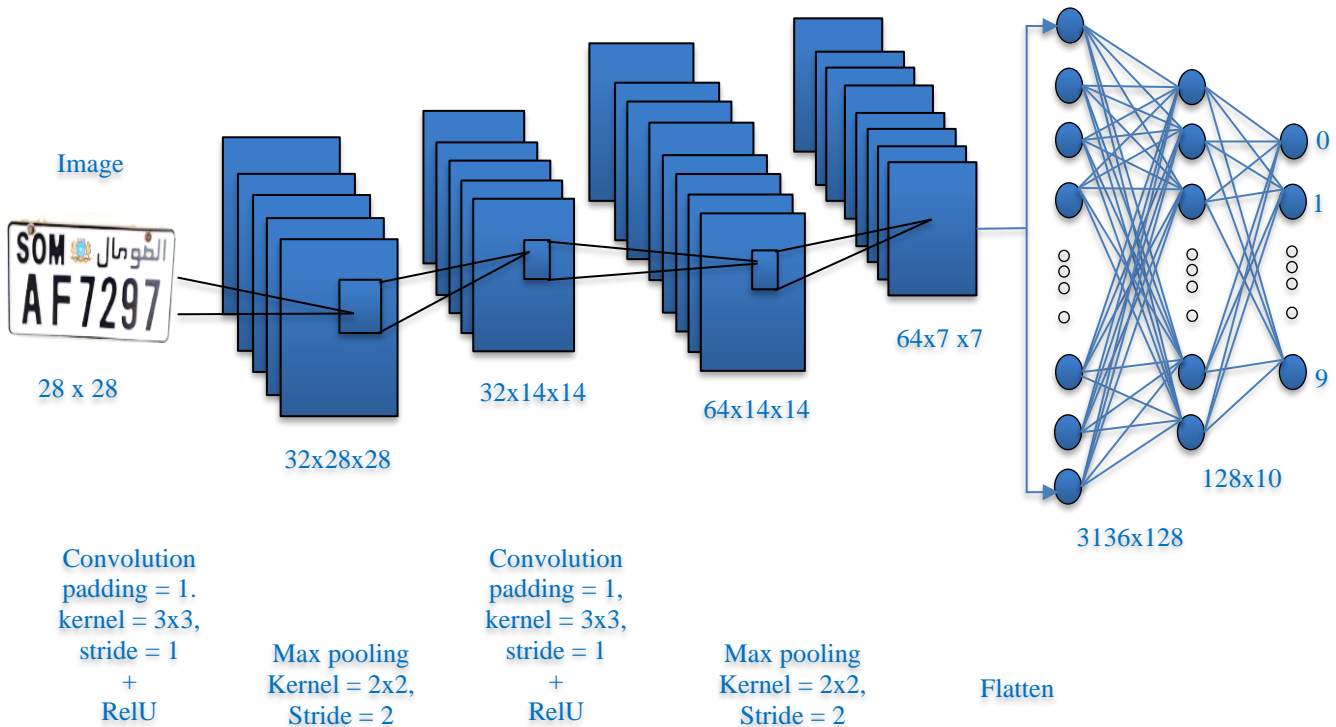 Image
SOM الصومال
AF7297
28 x 28
32x28x28
32x14x14
64x14x14
64x7 x7
3136x128
128x10
0
1
9
Convolution
padding = 1.
kernel = 3x3,
stride = 1
+
RelU
Max pooling
Kernel = 2x2,
Stride = 2
Convolution
padding = 1,
kernel = 3x3,
stride = 1
+
RelU
Max pooling
Kernel = 2x2,
Stride = 2
Flatten